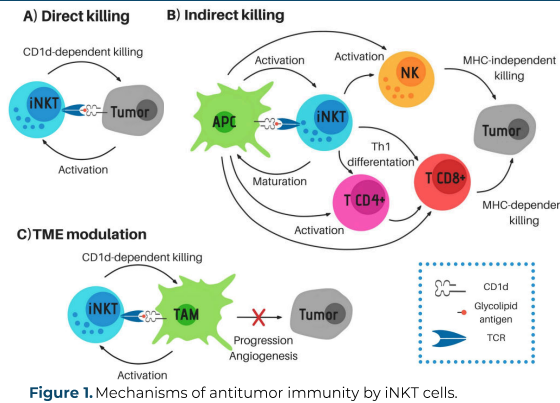 A) Direct killing
CD1d-dependent killing
iNKT
Tumor
Activation
B) Indirect killing
Activation
Activation
NK
MHC-independent
killing
APC
iNKT
Tumor
Th1
differentation
Maturation
T CD4+
T CD8+
Activation
MHC-dependen
killing
C) TME modulation
CD1d-dependent killing
iNKT
TAM
Tumor
Progression
Angiogenesis
Activation
CD1d
Glycolipid
antigen
TCR
Figure 1. Mechanisms of antitumor immunity by iNKT cells.